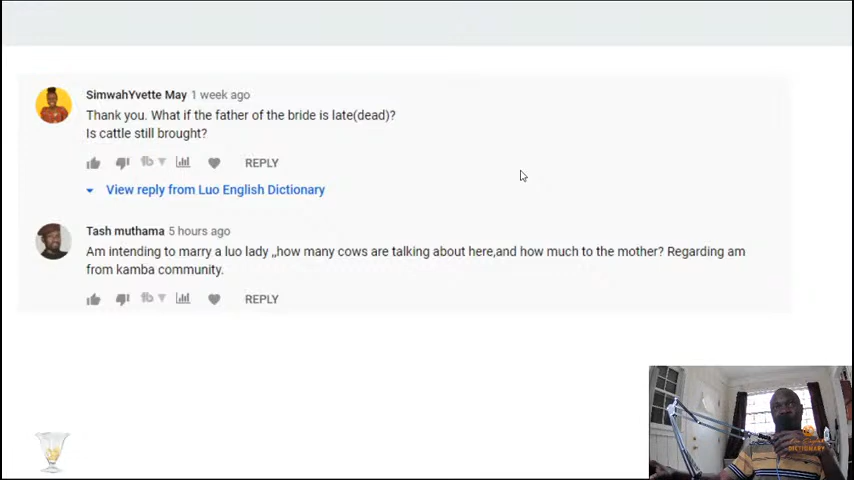 SimwahYvette May 1 week ago
Thank you. What if the father of the bride is late(dead)?
Is cattle still brought?
REPLY
View reply from Luo English Dictionary
Tash muthama 5 hours ago
Am intending to marry a luo lady ,,how many cows are talking about here,and how much to the mother? Regarding am
from kamba community.
REPLY
DICTIONARY